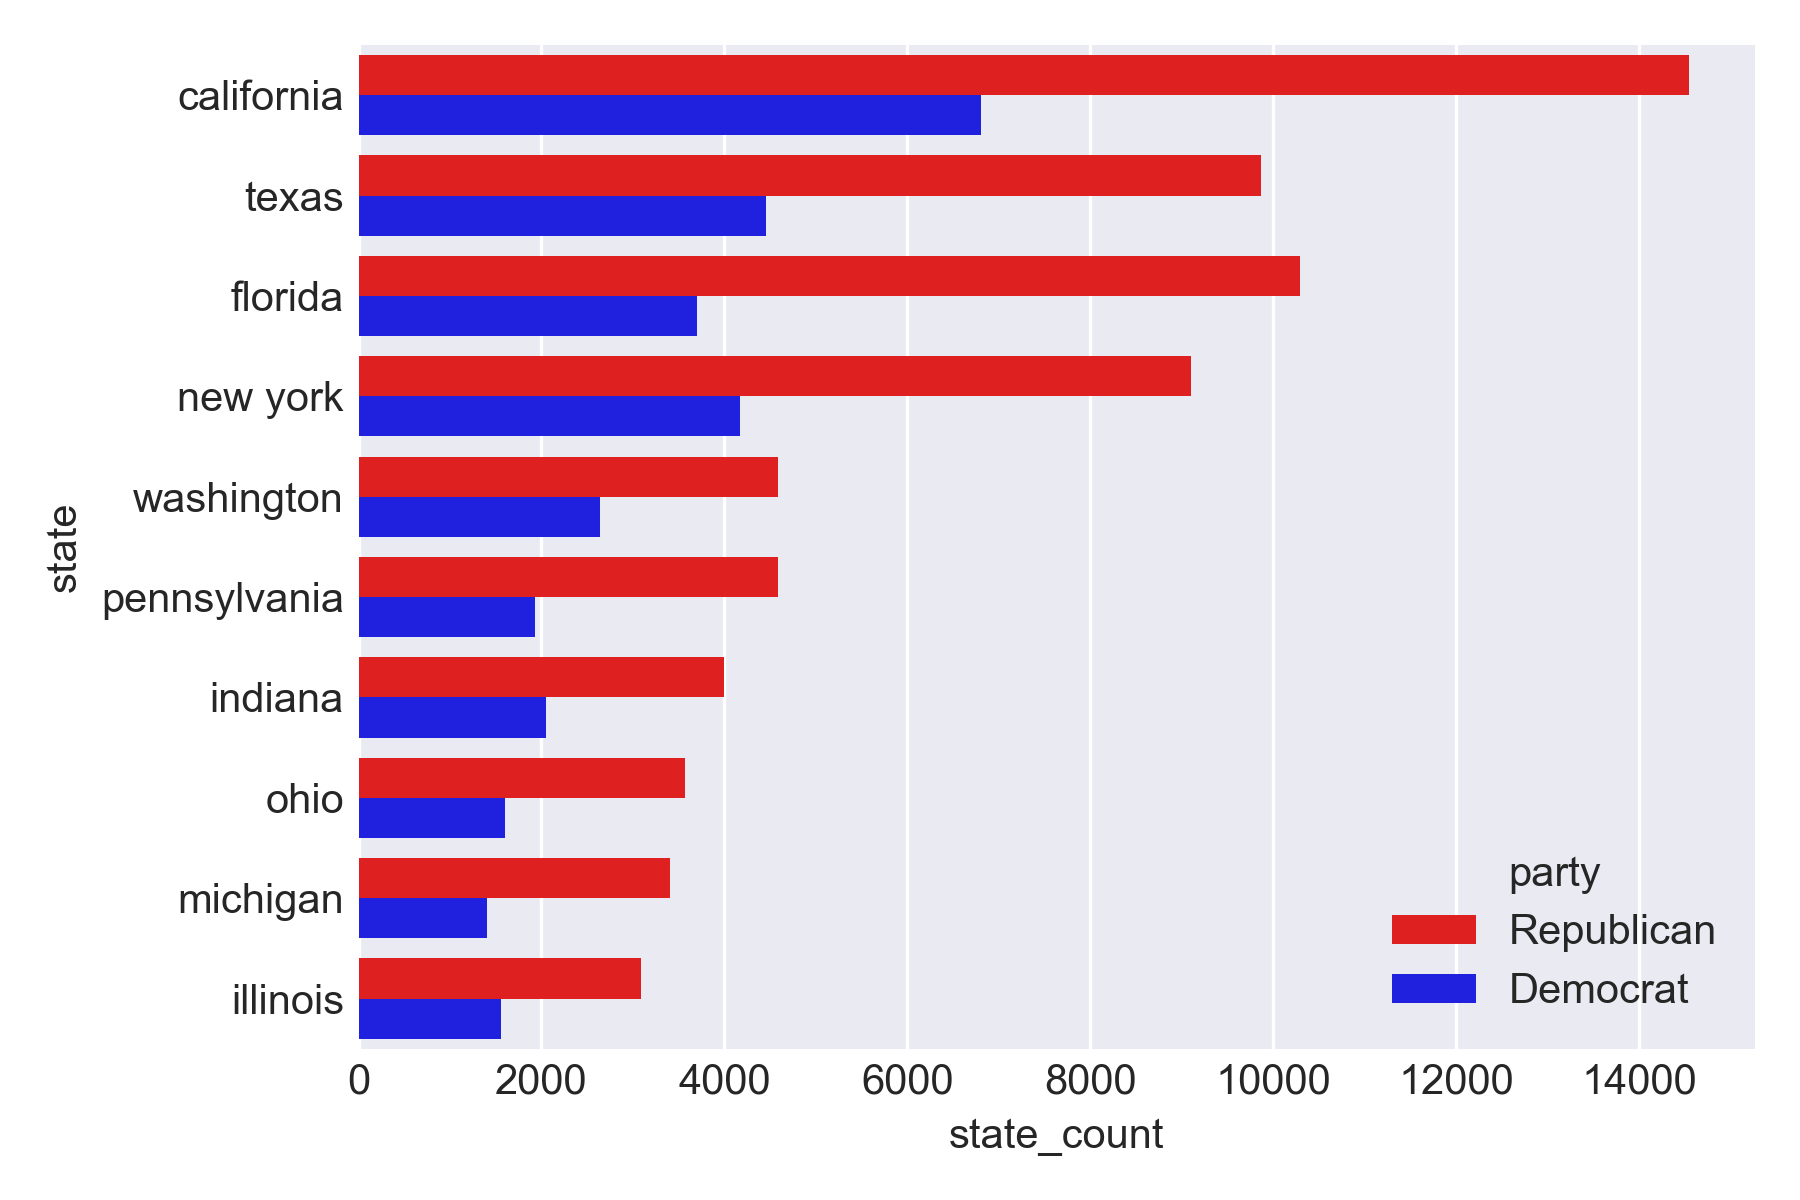 california
texas
florida
new york
washington
pennsylvania
indiana
ohio
michigan
illinois
state
party
Republican
Democrat
0 2000 4000 6000 8000 10000 12000 14000
state_count